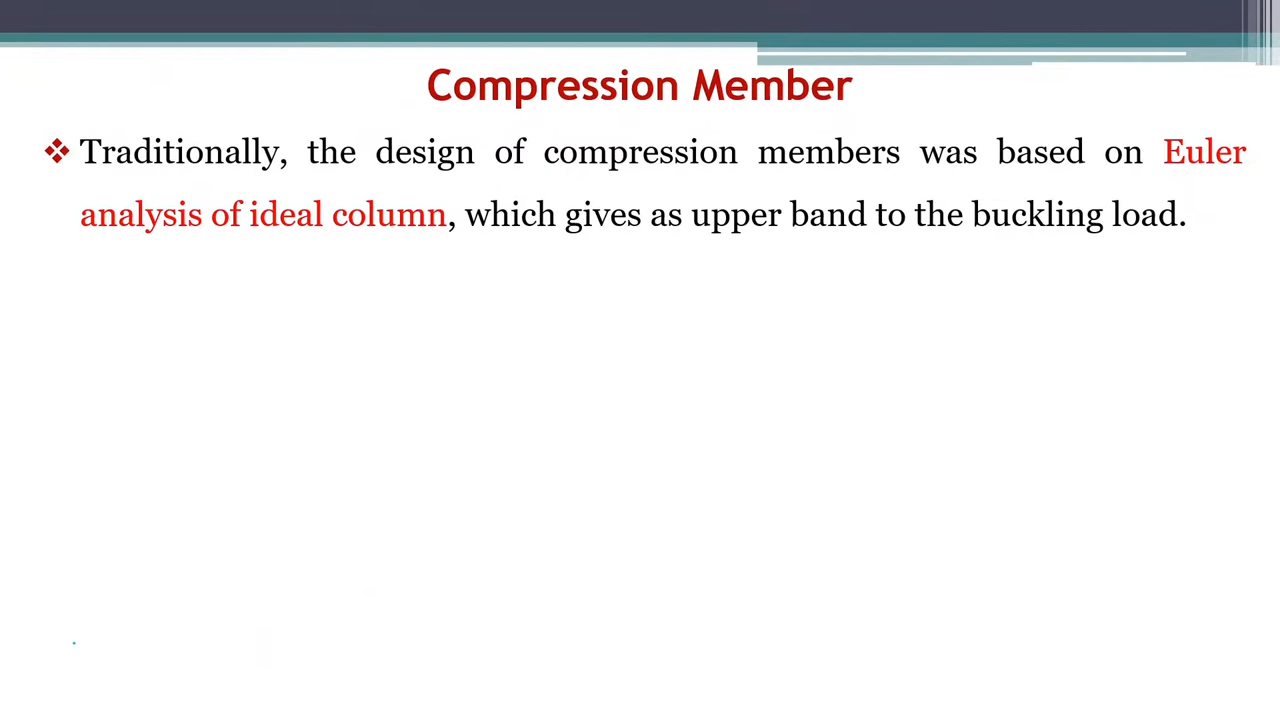 Compression Member
❖ Traditionally, the design of compression members was based on Euler
analysis of ideal column, which gives as upper band to the buckling load.